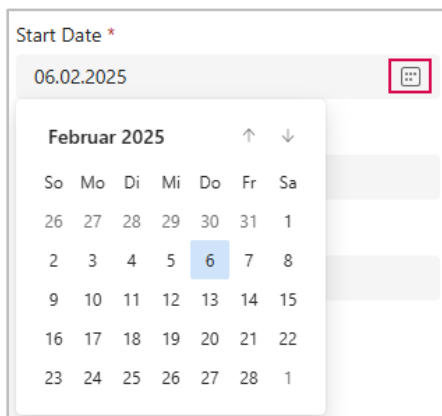 Start Date *
06.02.2025
Februar 2025
So Mo Di Mi Do Fr Sa
26 27 28 29 30 31 1
2 3 4 5 6 7 8
9 10 11 12 13 14 15
16 17 18 19 20 21 22
23 24 25 26 27 28 1